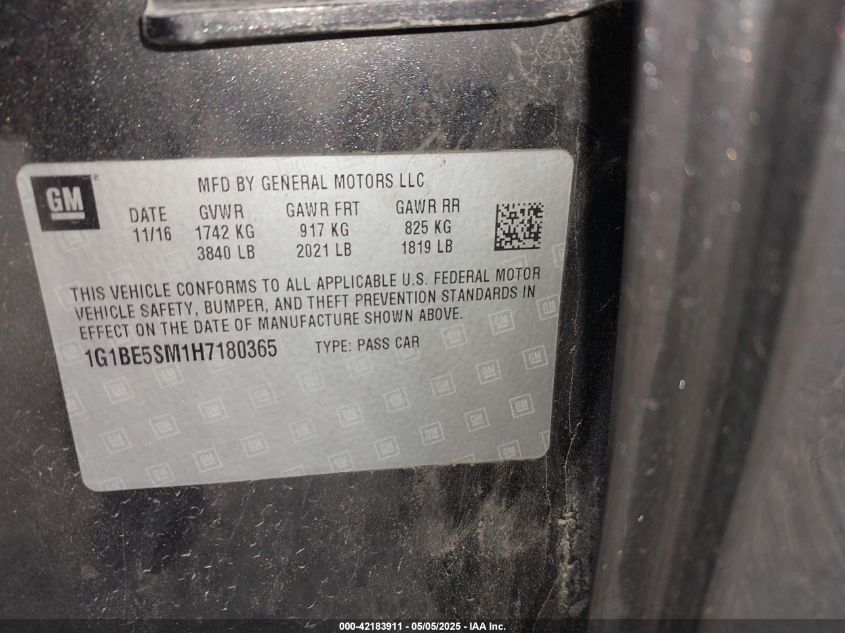 GM
MFD BY GENERAL MOTORS LLC
DATE GVWR GAWR FRT GAWR RR
11/16 1742 KG 917 KG 825 KG
3840 LB 2021 LB 1819 LB
THIS VEHICLE CONFORMS TO ALL APPLICABLE U.S. FEDERAL MOTOR
VEHICLE SAFETY, BUMPER, AND THEFT PREVENTION STANDARDS IN
EFFECT ON THE DATE OF MANUFACTURE SHOWN ABOVE.
1G1BE5SM1H7180365 TYPE: PASS CAR
000-42183911 - 05/05/2025 - IAA Inc.